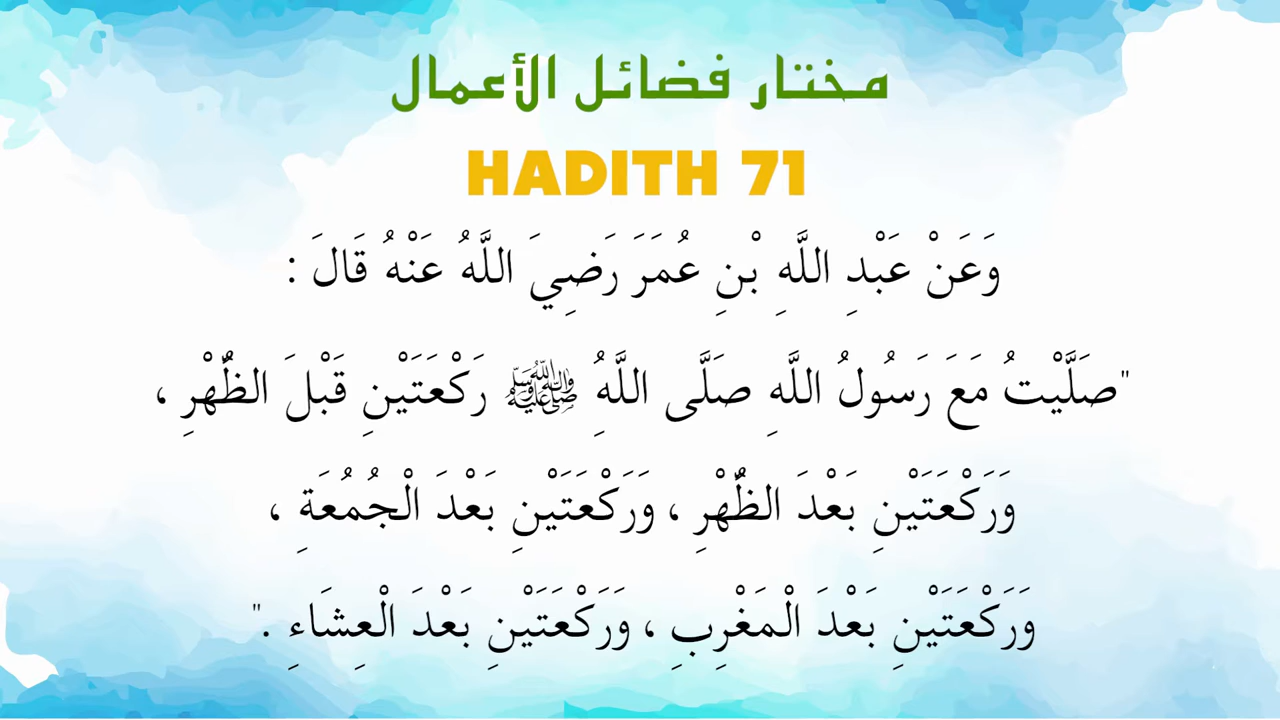 مختار فضائل الأعمال
HADITH 71
وَعَنْ عَبْدِ اللَّهِ بْنِ عُمَرَ رَضِيَ اللَّهُ عَنْهُ قَالَ :
"صَلَّيْتُ مَعَ رَسُولُ اللَّهِ صَلَّى اللَّهُِ ﷺ رَكْعَتَيْنِ قَبْلَ الظُّهْرِ ،
وَرَكْعَتَيْنِ بَعْدَ الظُّهْرِ ، وَرَكْعَتَيْنِ بَعْدَ الْجُمُعَةِ ،
وَرَكْعَتَيْنِ بَعْدَ الْمَغْرِبِ ، وَرَكْعَتَيْنِ بَعْدَ الْعِشَاءِ ."